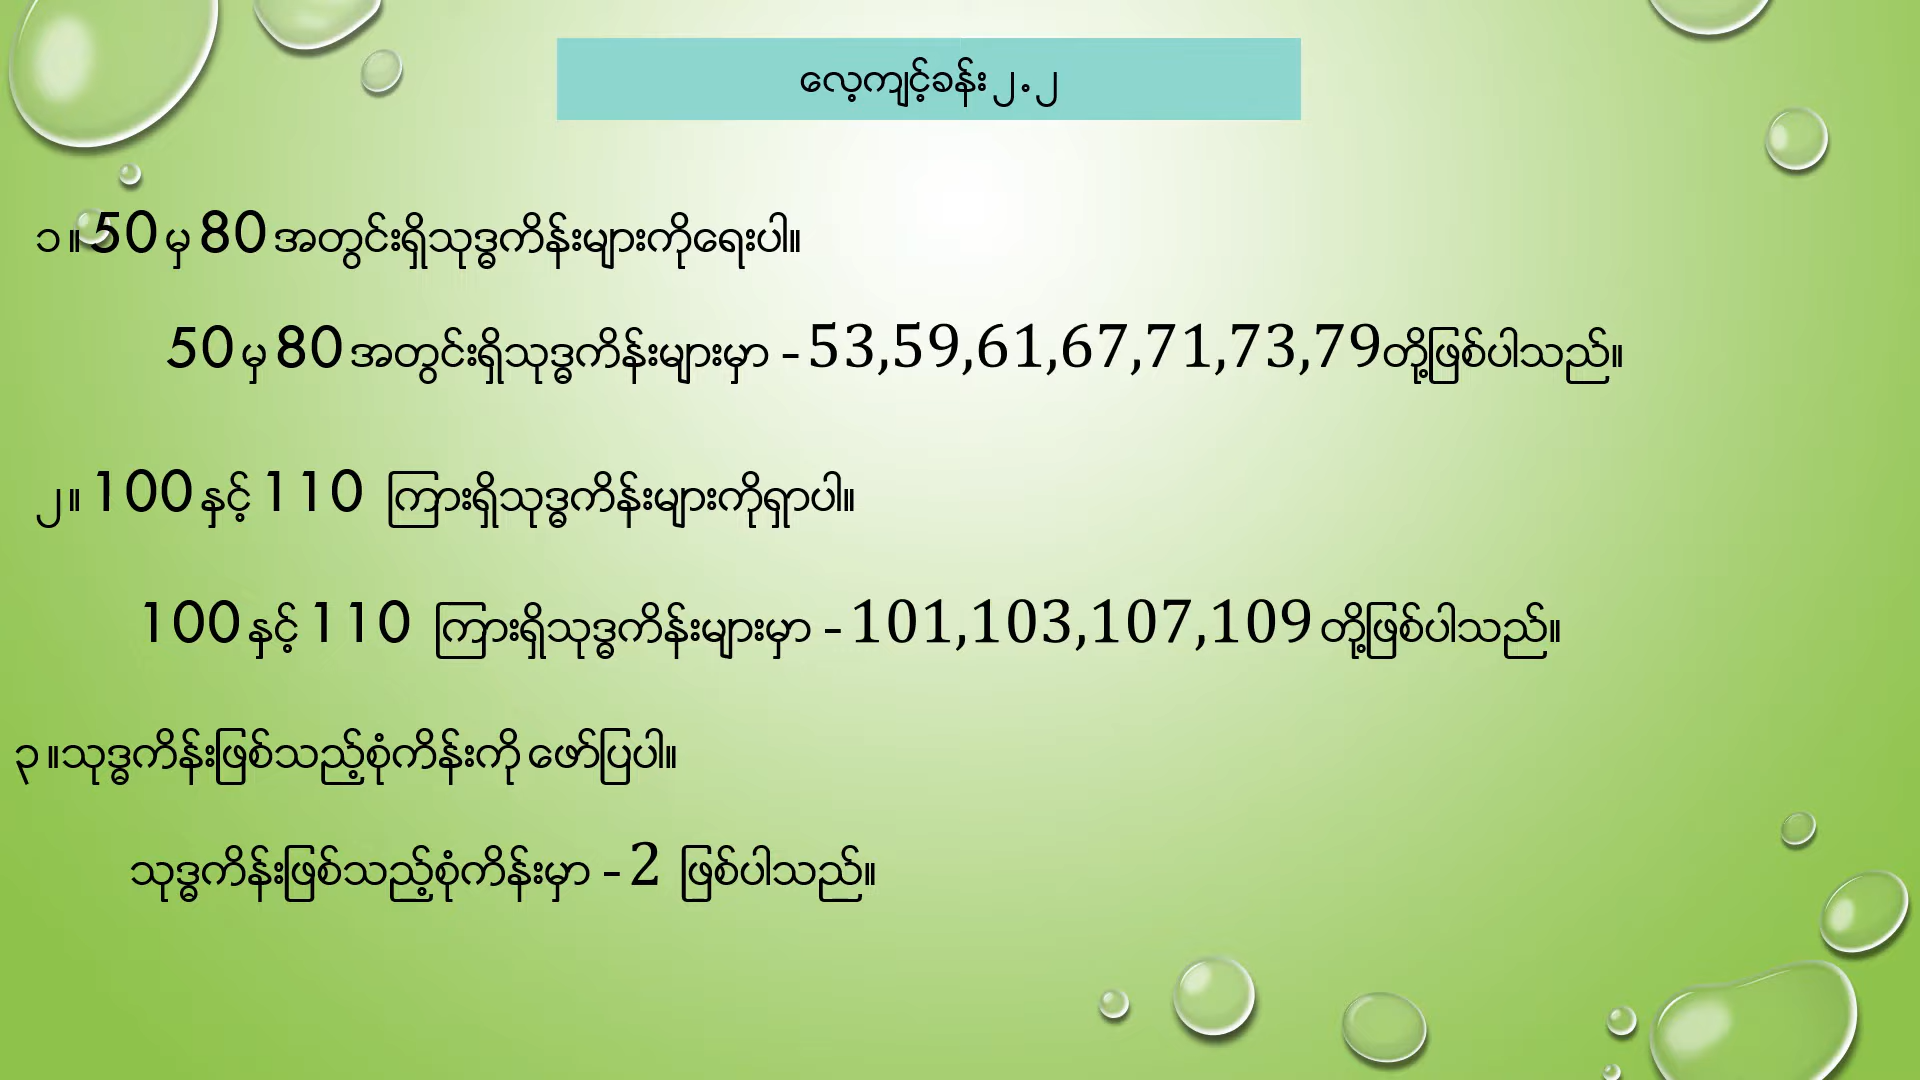 လေ့ကျင့်ခန်း ၂.၂
၁။ 50 မှ 80 အတွင်းရှိသုဒ္ဓကိန်းများကိုရေးပါ။
50 မှ 80 အတွင်းရှိသုဒ္ဓကိန်းများမှာ - 53,59,61,67,71,73,79တို့ဖြစ်ပါသည်။
၂။ 100 နှင့် 110 ကြားရှိသုဒ္ဓကိန်းများကိုရှာပါ။
100 နှင့် 110 ကြားရှိသုဒ္ဓကိန်းများမှာ - 101,103,107,109 တို့ဖြစ်ပါသည်။
၃။သုဒ္ဓကိန်းဖြစ်သည့်စုံကိန်းကို ဖော်ပြပါ။
သုဒ္ဓကိန်းဖြစ်သည့်စုံကိန်းမှာ - 2 ဖြစ်ပါသည်။